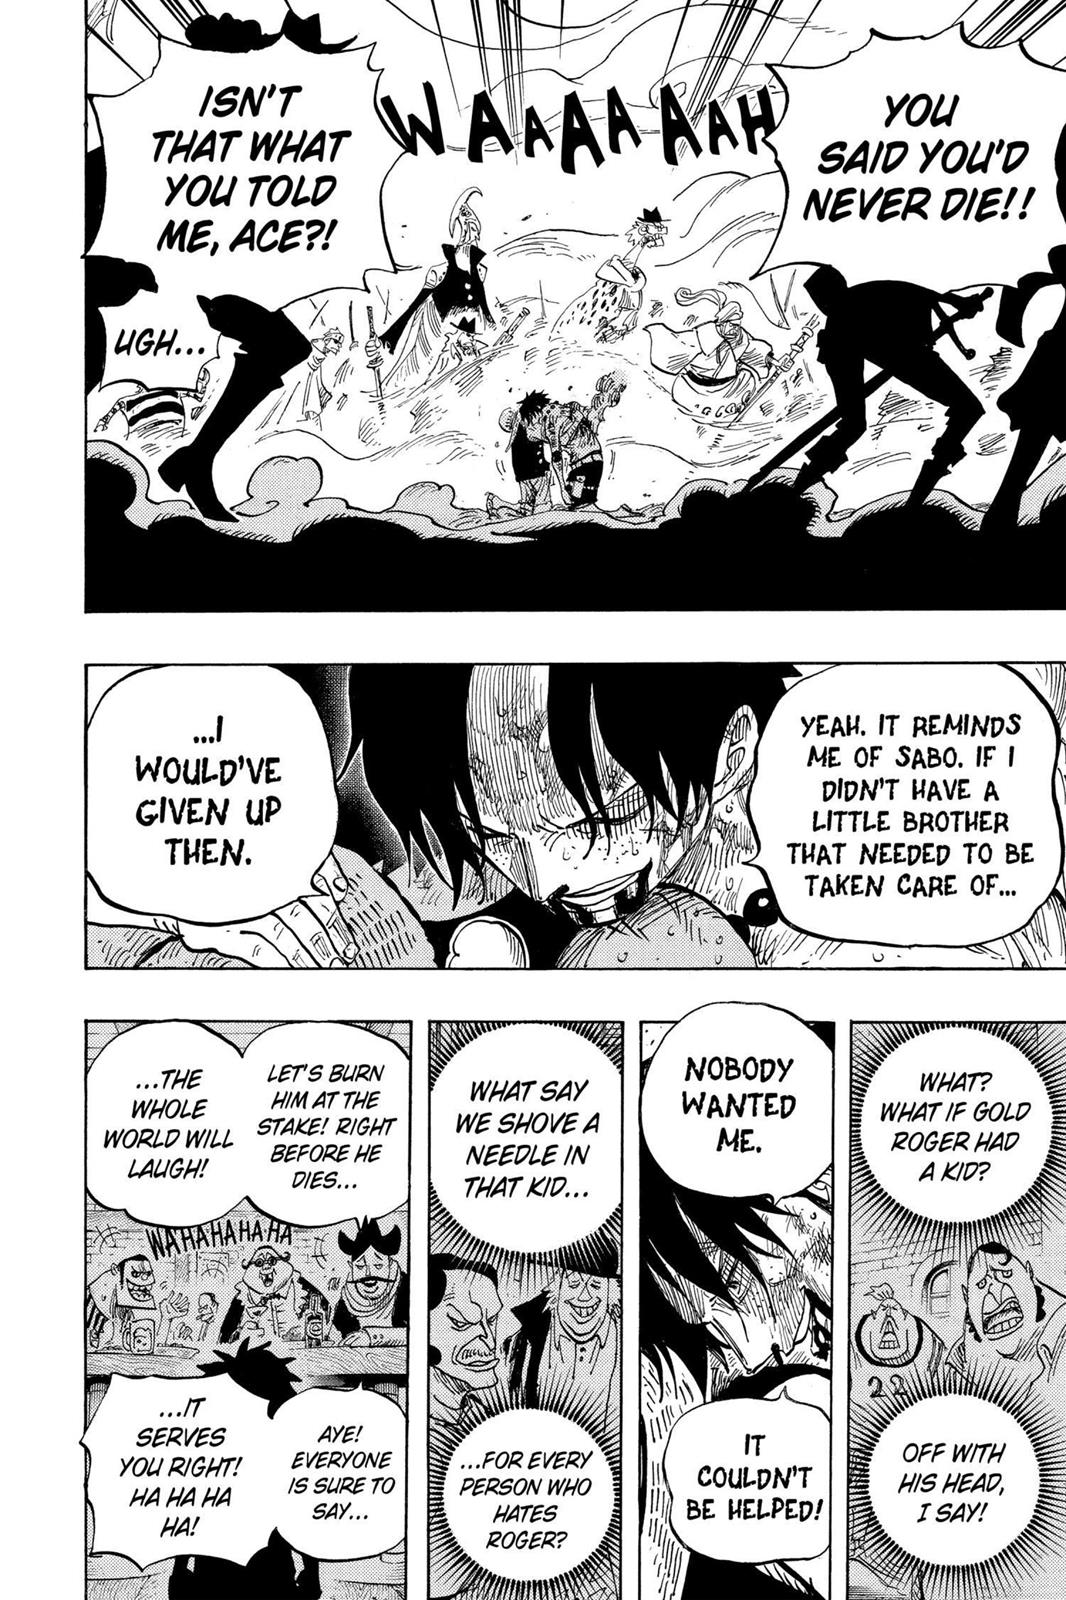 YOU
SAID YOU'D
NEVER DIE!!
WAAAAAAH
ISN'T
THAT WHAT
YOU TOLD
ME, ACE?!
UGH...
YEAH. IT REMINDS
ME OF SABO. IF I
DIDN'T HAVE A
LITTLE BROTHER
THAT NEEDED TO BE
TAKEN CARE OF...
...I
WOULD'VE
GIVEN UP
THEN.
WHAT?
WHAT IF GOLD
ROGER HAD
A KID?
22
OFF WITH
HIS HEAD,
I SAY!
NOBODY
WANTED
ME.
IT
COULDN'T
BE HELPED!
WHAT SAY
WE SHOVE A
NEEDLE IN
THAT KID...
...FOR EVERY
PERSON WHO
HATES
ROGER?
LET'S BURN
HIM AT THE
STAKE! RIGHT
BEFORE HE
DIES...
...THE
WHOLE
WORLD WILL
LAUGH!
WAHAHAHAHA
AYE!
EVERYONE
IS SURE TO
SAY...
...IT
SERVES
YOU RIGHT!
HA HA HA
HA!